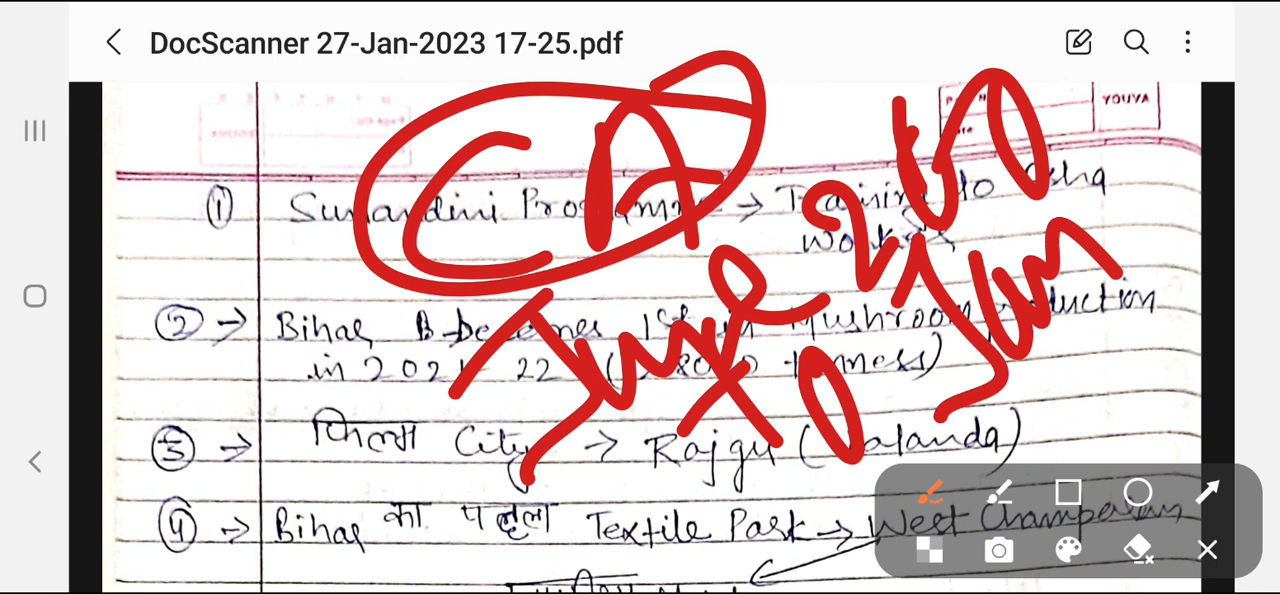 DocScanner 27-Jan-2023 17-25.pdf
YOUVA
① Sunandini Programme → Training to Asha
workers
② → Bihar B becomes 1st in Mushroom production
in 2021-22 (
③ → फिल्म City → Rajgir (Nalanda)
④ → Bihar का पहला Textile Park → West Champaran
CA
June
to Jan